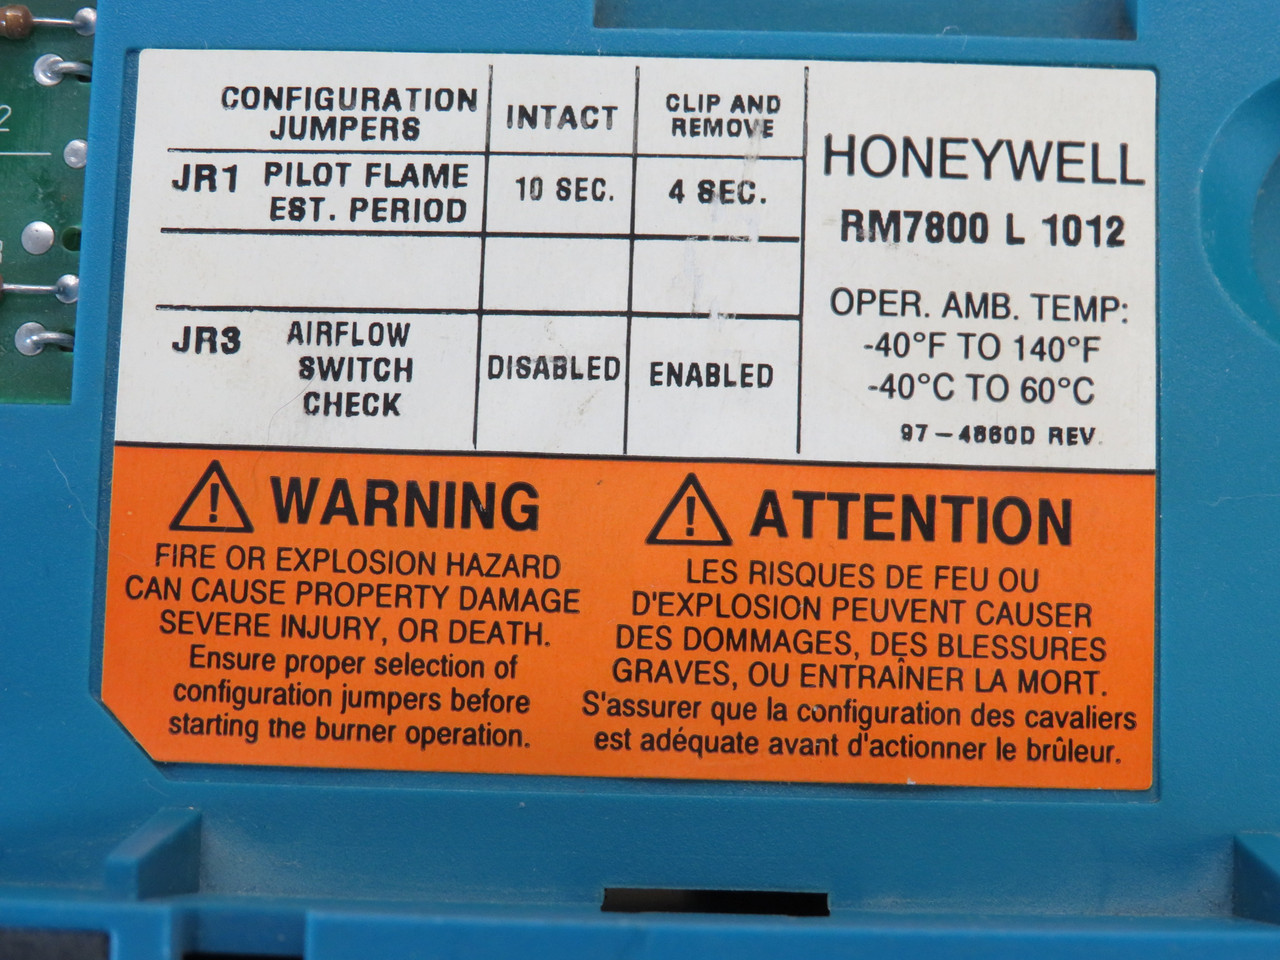 CONFIGURATION JUMPERS INTACT CLIP AND REMOVE
JR1 PILOT FLAME EST. PERIOD 10 SEC. 4 SEC.
JR3 AIRFLOW SWITCH CHECK DISABLED ENABLED
HONEYWELL
RM7800 L 1012
OPER. AMB. TEMP:
-40°F TO 140°F
-40°C TO 60°C
97-4860D REV.
WARNING
FIRE OR EXPLOSION HAZARD
CAN CAUSE PROPERTY DAMAGE
SEVERE INJURY, OR DEATH.
Ensure proper selection of
configuration jumpers before
starting the burner operation.
ATTENTION
LES RISQUES DE FEU OU
D'EXPLOSION PEUVENT CAUSER
DES DOMMAGES, DES BLESSURES
GRAVES, OU ENTRAÎNER LA MORT.
S'assurer que la configuration des cavaliers
est adéquate avant d'actionner le brûleur.
2